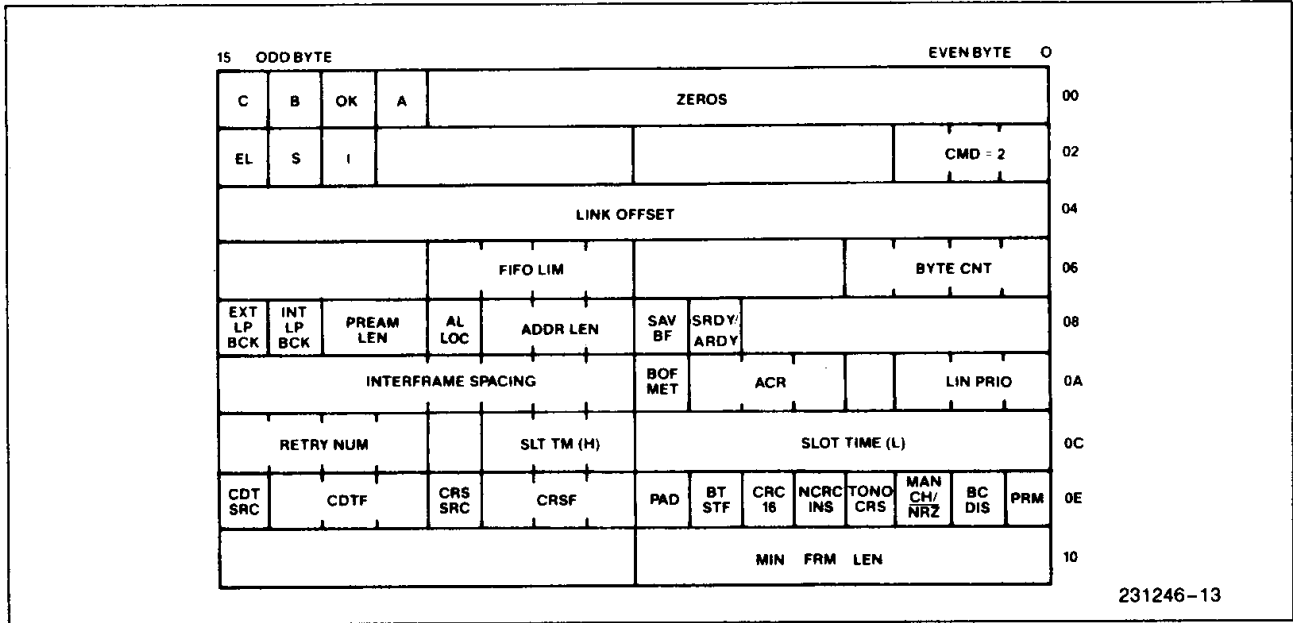 15 ODD BYTE EVEN BYTE O
C B OK A ZEROS 00
EL S I CMD = 2 02
LINK OFFSET 04
FIFO LIM BYTE CNT 06
EXT LP BCK INT LP BCK PREAM LEN AL LOC ADDR LEN SAV BF SRDY/ ARDY 08
INTERFRAME SPACING BOF MET ACR LIN PRIO 0A
RETRY NUM SLT TM (H) SLOT TIME (L) 0C
CDT SRC CDTF CRS SRC CRSF PAD BT STF CRC 16 NCRC INS TONO CRS MAN CH/ NRZ BC DIS PRM 0E
MIN FRM LEN 10
231246-13